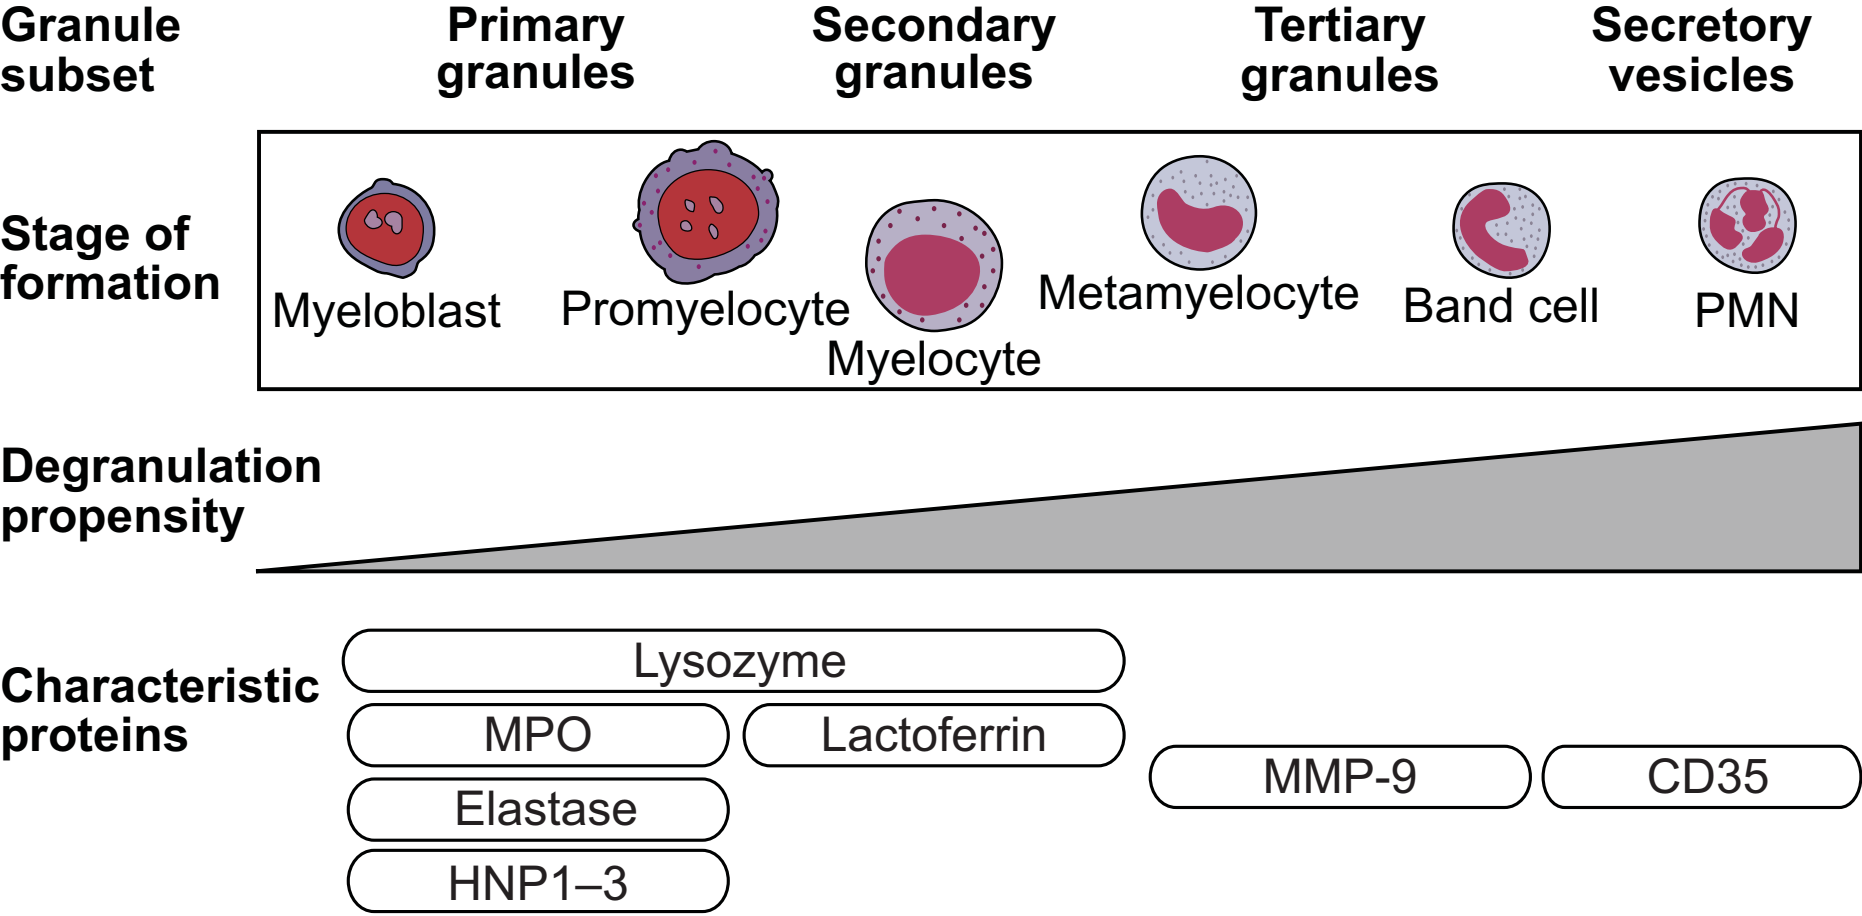 Granule
subset
Primary
granules
Secondary
granules
Tertiary
granules
Secretory
vesicles
Stage of
formation
Myeloblast
Promyelocyte
Myelocyte
Metamyelocyte
Band cell
PMN
Degranulation
propensity
Characteristic
proteins
Lysozyme
MPO
Lactoferrin
Elastase
HNP1–3
MMP-9
CD35